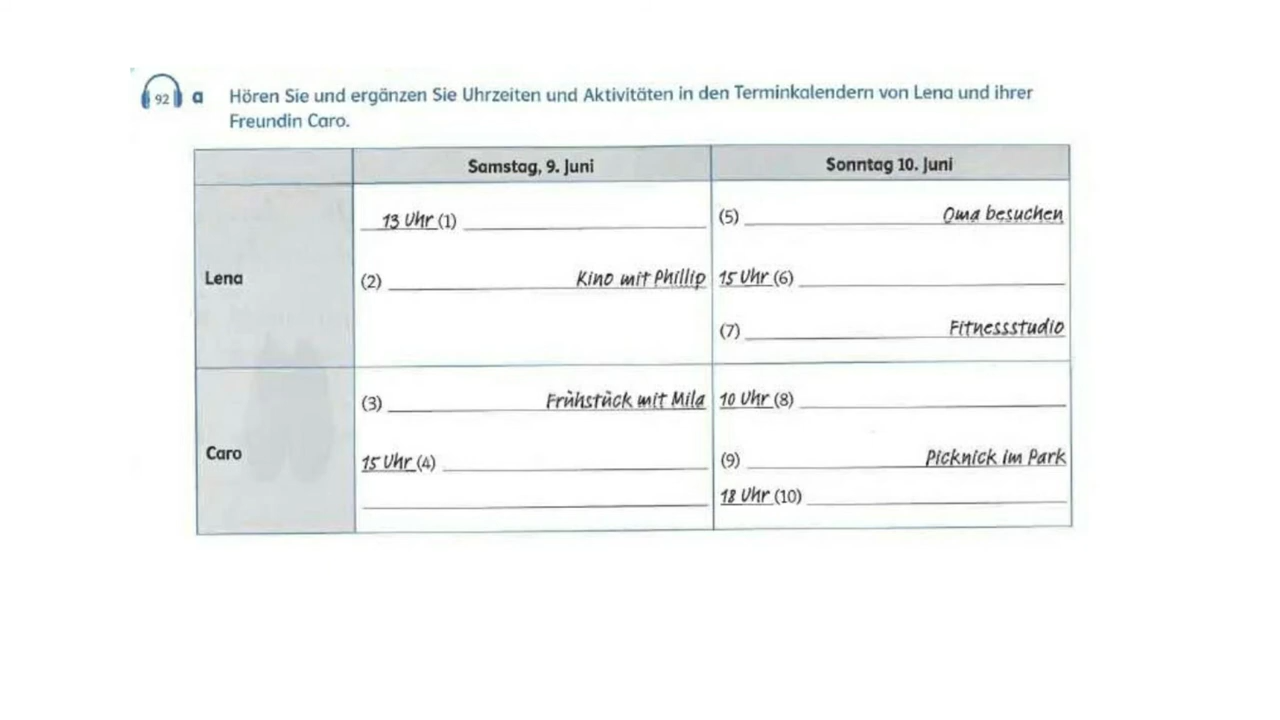 92 a Hören Sie und ergänzen Sie Uhrzeiten und Aktivitäten in den Terminkalendern von Lena und ihrer
Freundin Caro.
Samstag, 9. Juni Sonntag 10. Juni
13 Uhr (1) (5) Oma besuchen
Lena (2) Kino mit Phillip 15 Uhr (6)
(7) Fitnessstudio
(3) Frühstück mit Mila 10 Uhr (8)
Caro 15 Uhr (4) (9) Picknick im Park
18 Uhr (10)